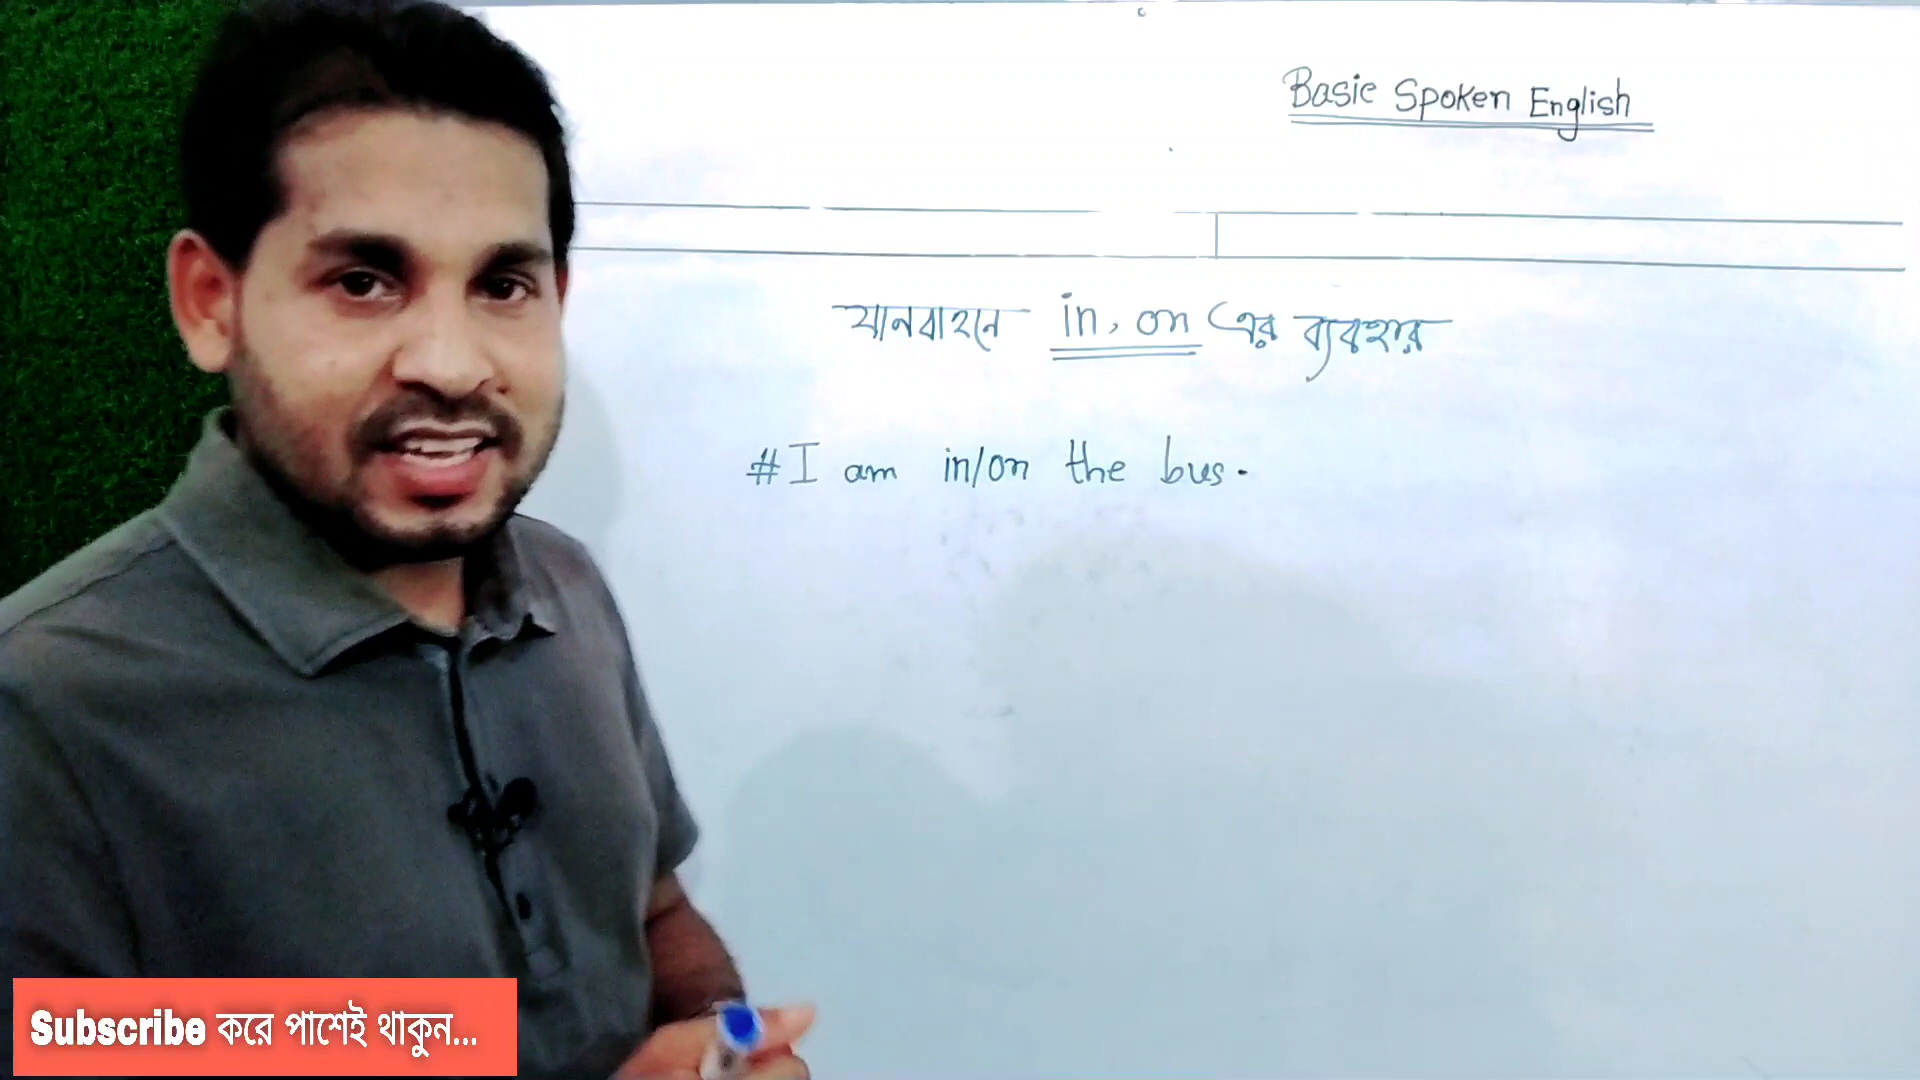 Basic Spoken English
যানবাহনে in, on এর ব্যবহার
# I am in/on the bus.
Subscribe করে পাশেই থাকুন...